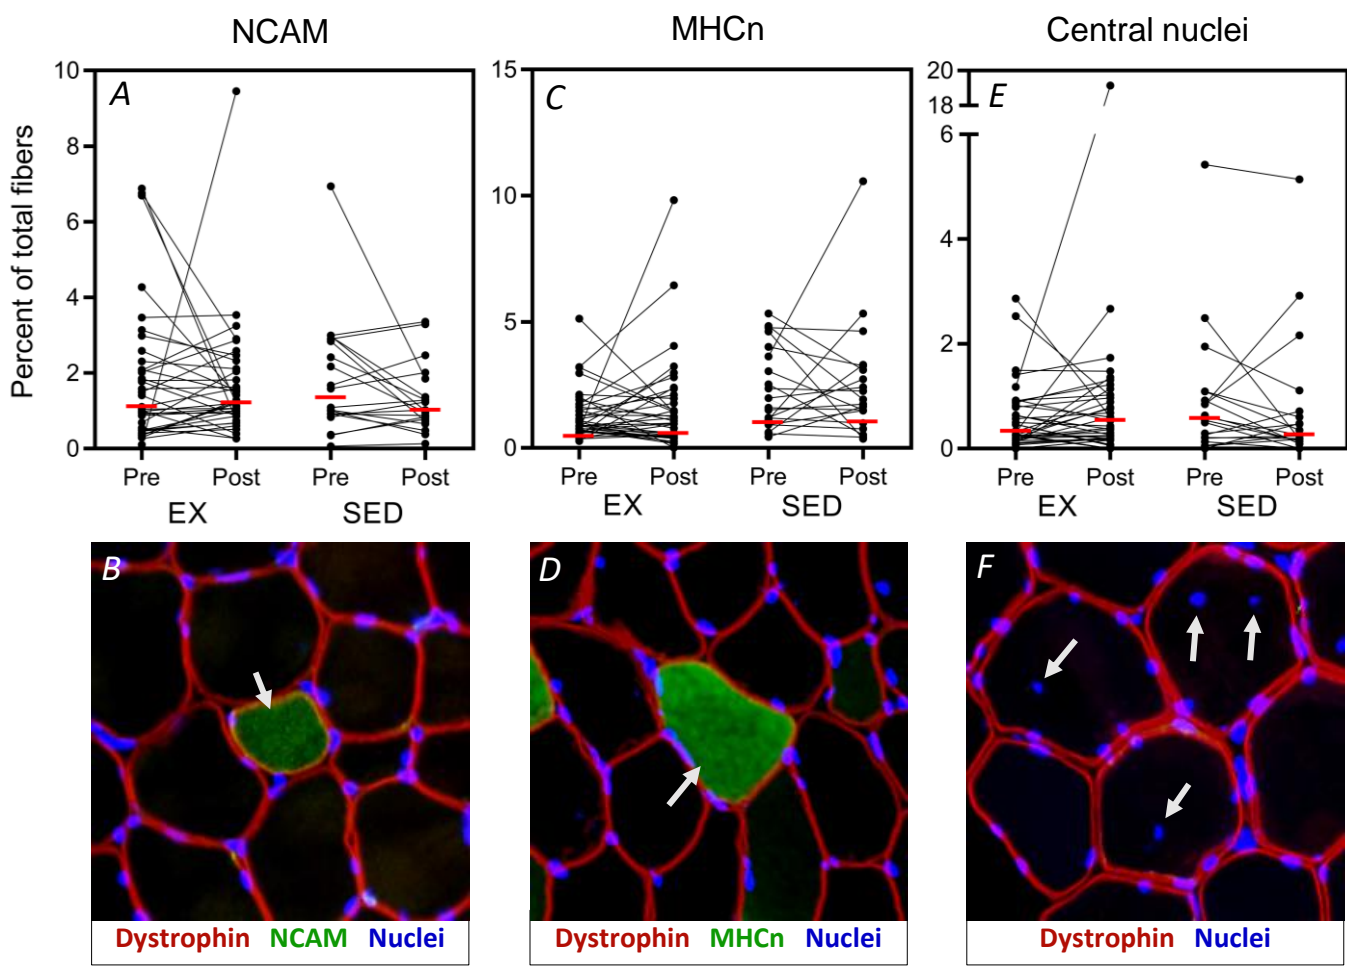 NCAM
MHCn
Central nuclei
Percent of total fibers
A
10
8
6
4
2
0
Pre
Post
Pre
Post
EX
SED
C
15
10
5
0
Pre
Post
Pre
Post
EX
SED
E
20
18
6
4
2
0
Pre
Post
Pre
Post
EX
SED
B
Dystrophin NCAM Nuclei
D
Dystrophin MHCn Nuclei
F
Dystrophin Nuclei